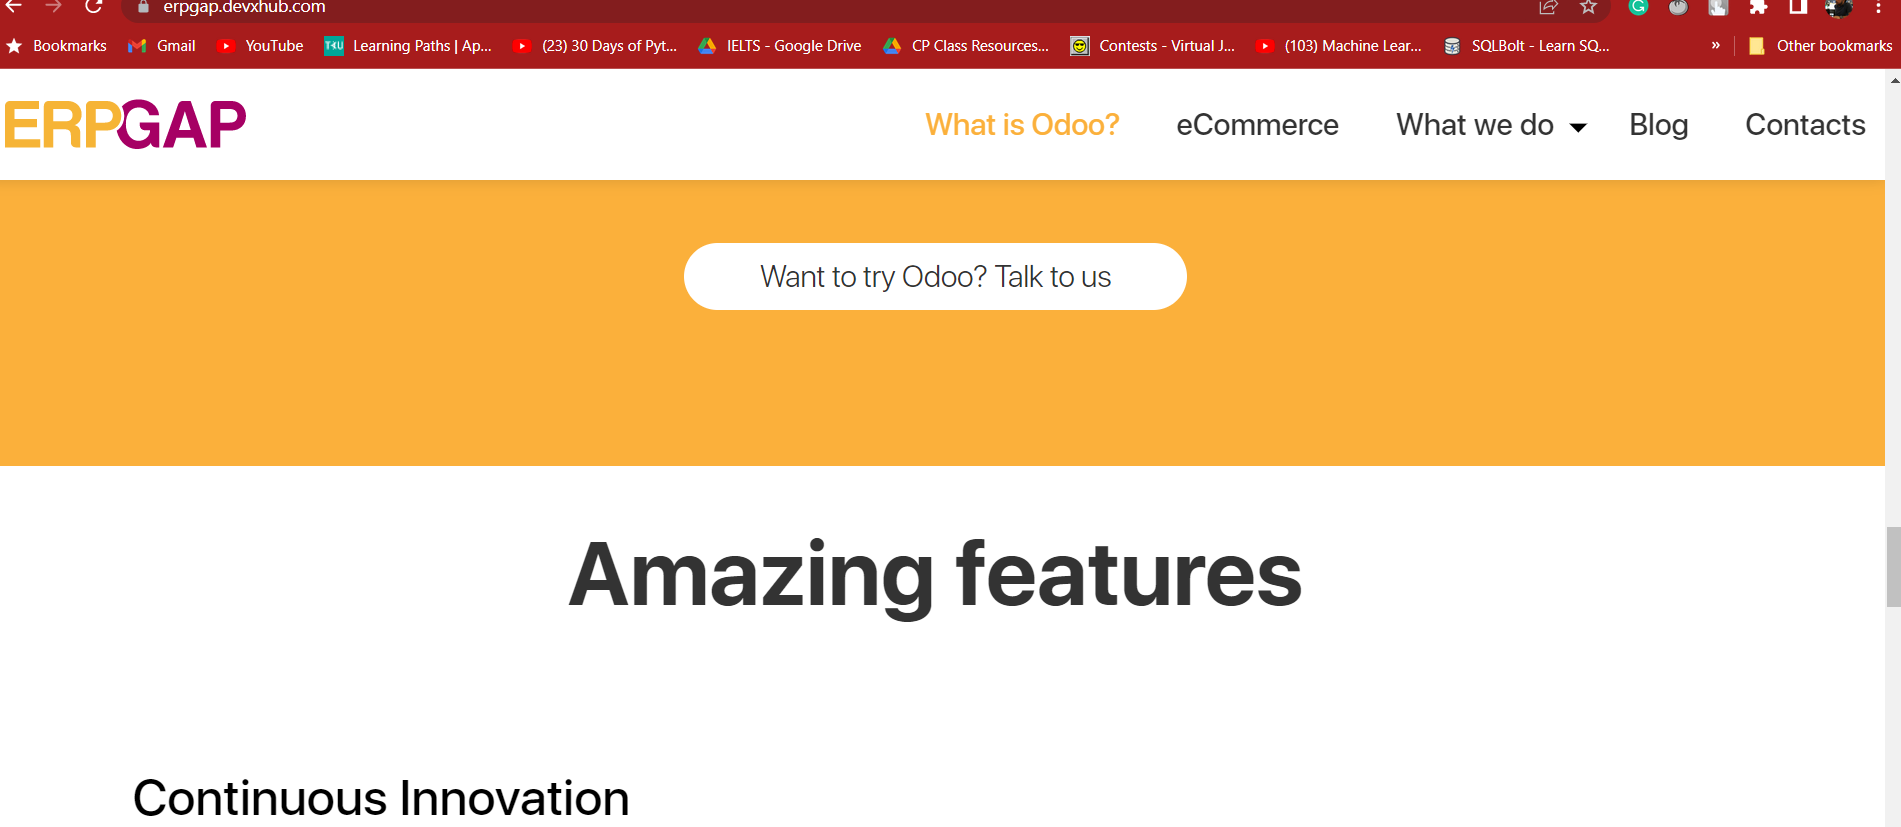 erpgap.devxhub.com
Bookmarks Gmail YouTube Learning Paths | Ap... (23) 30 Days of Pyt... IELTS - Google Drive CP Class Resources... Contests - Virtual J... (103) Machine Lear... SQLBolt - Learn SQ... » Other bookmarks
ERPGAP What is Odoo? eCommerce What we do Blog Contacts
Want to try Odoo? Talk to us
Amazing features
Continuous Innovation